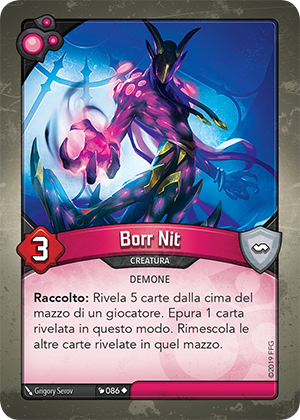 Borr Nit
3
CREATURA
DEMONE
Raccolto: Rivela 5 carte dalla cima del
mazzo di un giocatore. Epura 1 carta
rivelata in questo modo. Rimescola le
altre carte rivelate in quel mazzo.
Grigory Serov
086
©2019 FFG